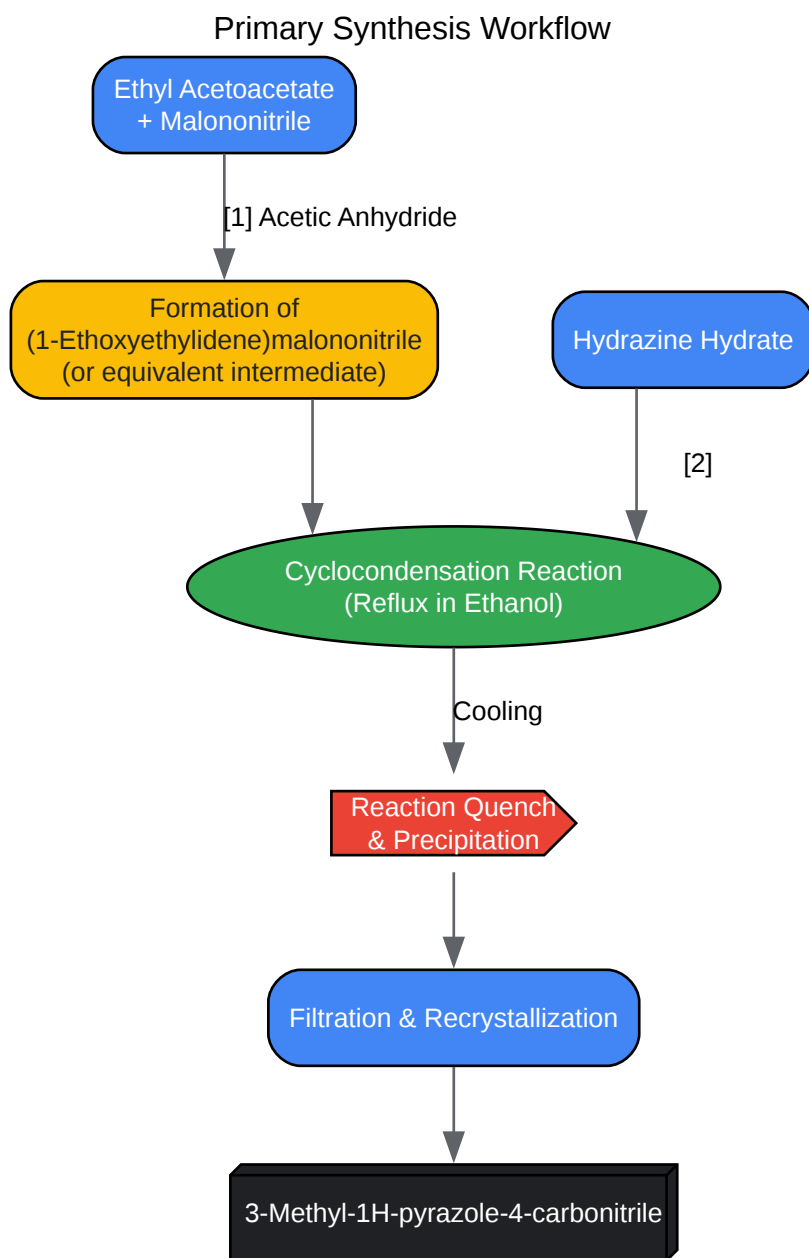 Primary Synthesis Workflow
Ethyl Acetoacetate
+ Malononitrile
[1] Acetic Anhydride
Formation of
(1-Ethoxyethylidene)malononitrile
(or equivalent intermediate)
Hydrazine Hydrate
[2]
Cyclocondensation Reaction
(Reflux in Ethanol)
Cooling
Reaction Quench
& Precipitation
Filtration & Recrystallization
3-Methyl-1H-pyrazole-4-carbonitrile